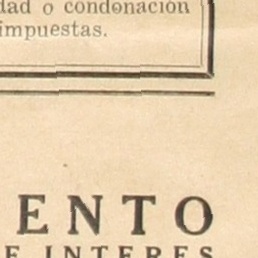 dad o condonación
impuestas.
ENTO
E INTERES